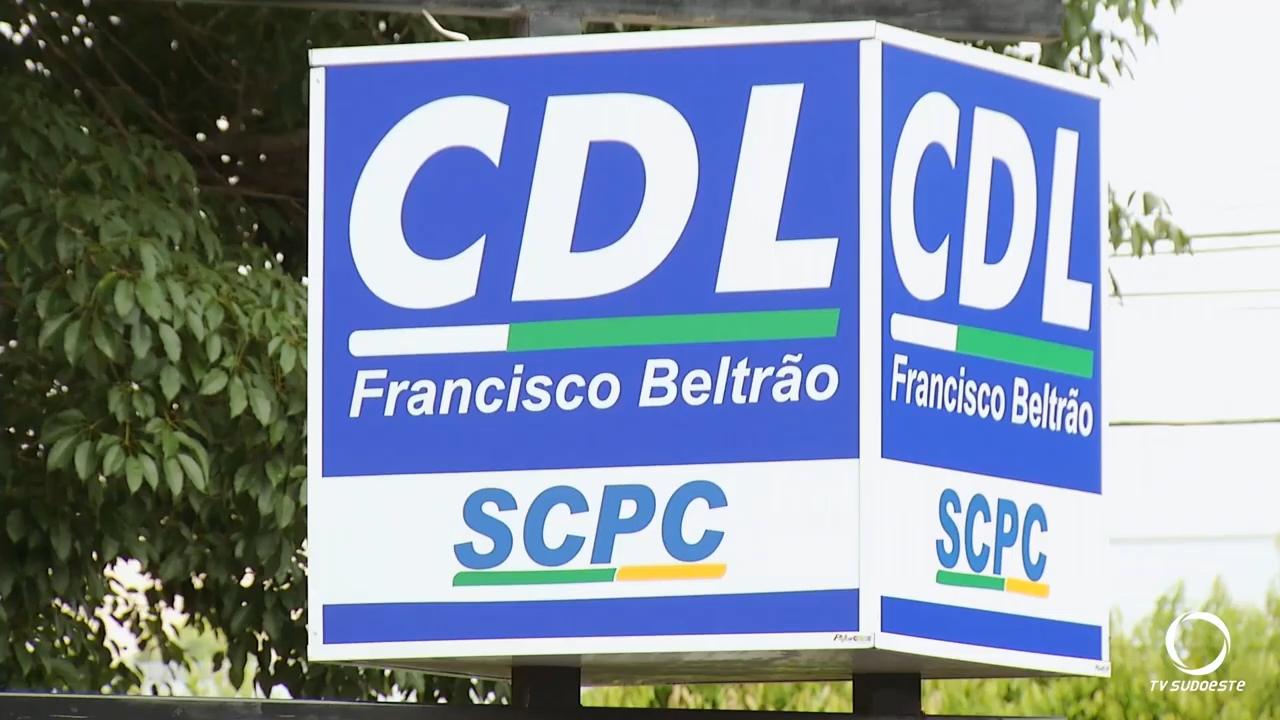 CDL
Francisco Beltrão
SCPC
CDL
Francisco Beltrão
SCPC
TV SUDOESTE